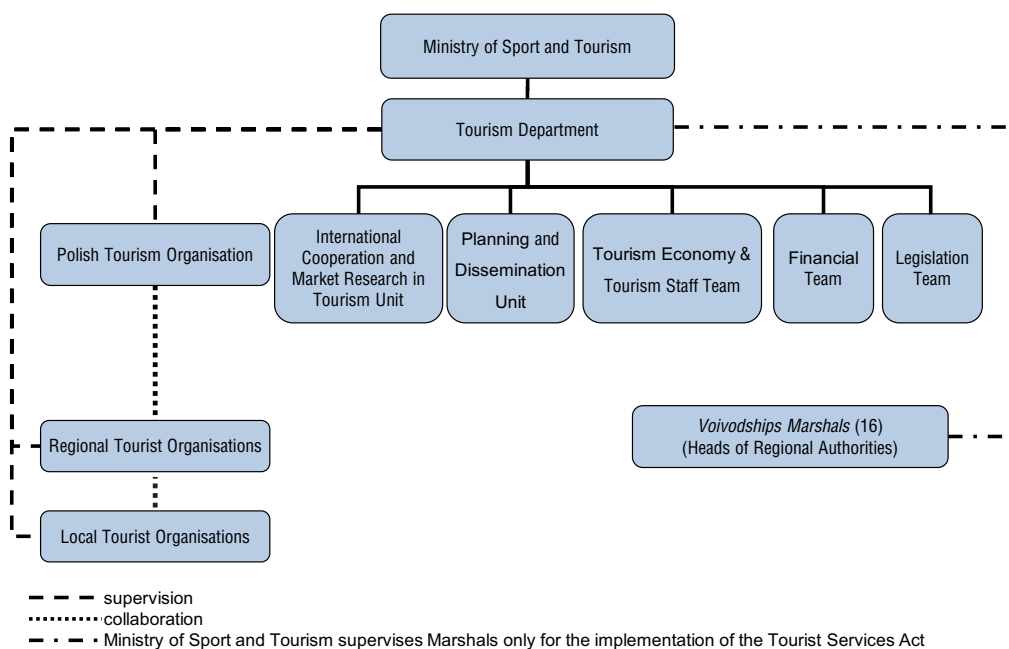 Ministry of Sport and Tourism
Tourism Department
Polish Tourism Organisation
International
Cooperation and
Market Research in
Tourism Unit
Planning and
Dissemination
Unit
Tourism Economy &
Tourism Staff Team
Financial
Team
Legislation
Team
Regional Tourist Organisations
Voivodships Marshals (16)
(Heads of Regional Authorities)
Local Tourist Organisations
supervision
collaboration
Ministry of Sport and Tourism supervises Marshals only for the implementation of the Tourist Services Act